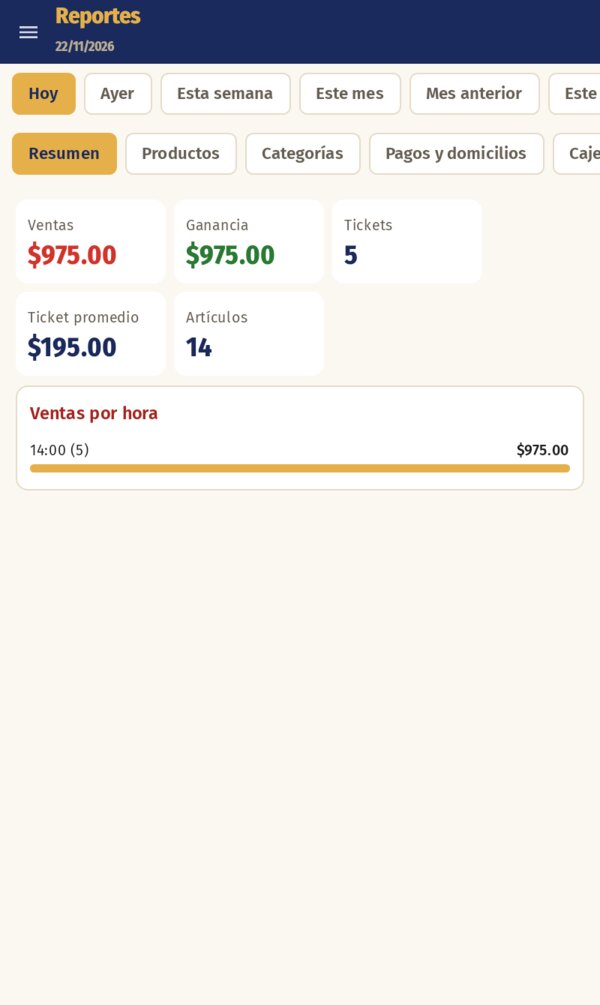 Reportes
22/11/2026
Hoy
Ayer
Esta semana
Este mes
Mes anterior
Este
Resumen
Productos
Categorías
Pagos y domicilios
Caje
Ventas
$975.00
Ganancia
$975.00
Tickets
5
Ticket promedio
$195.00
Artículos
14
Ventas por hora
14:00 (5)
$975.00